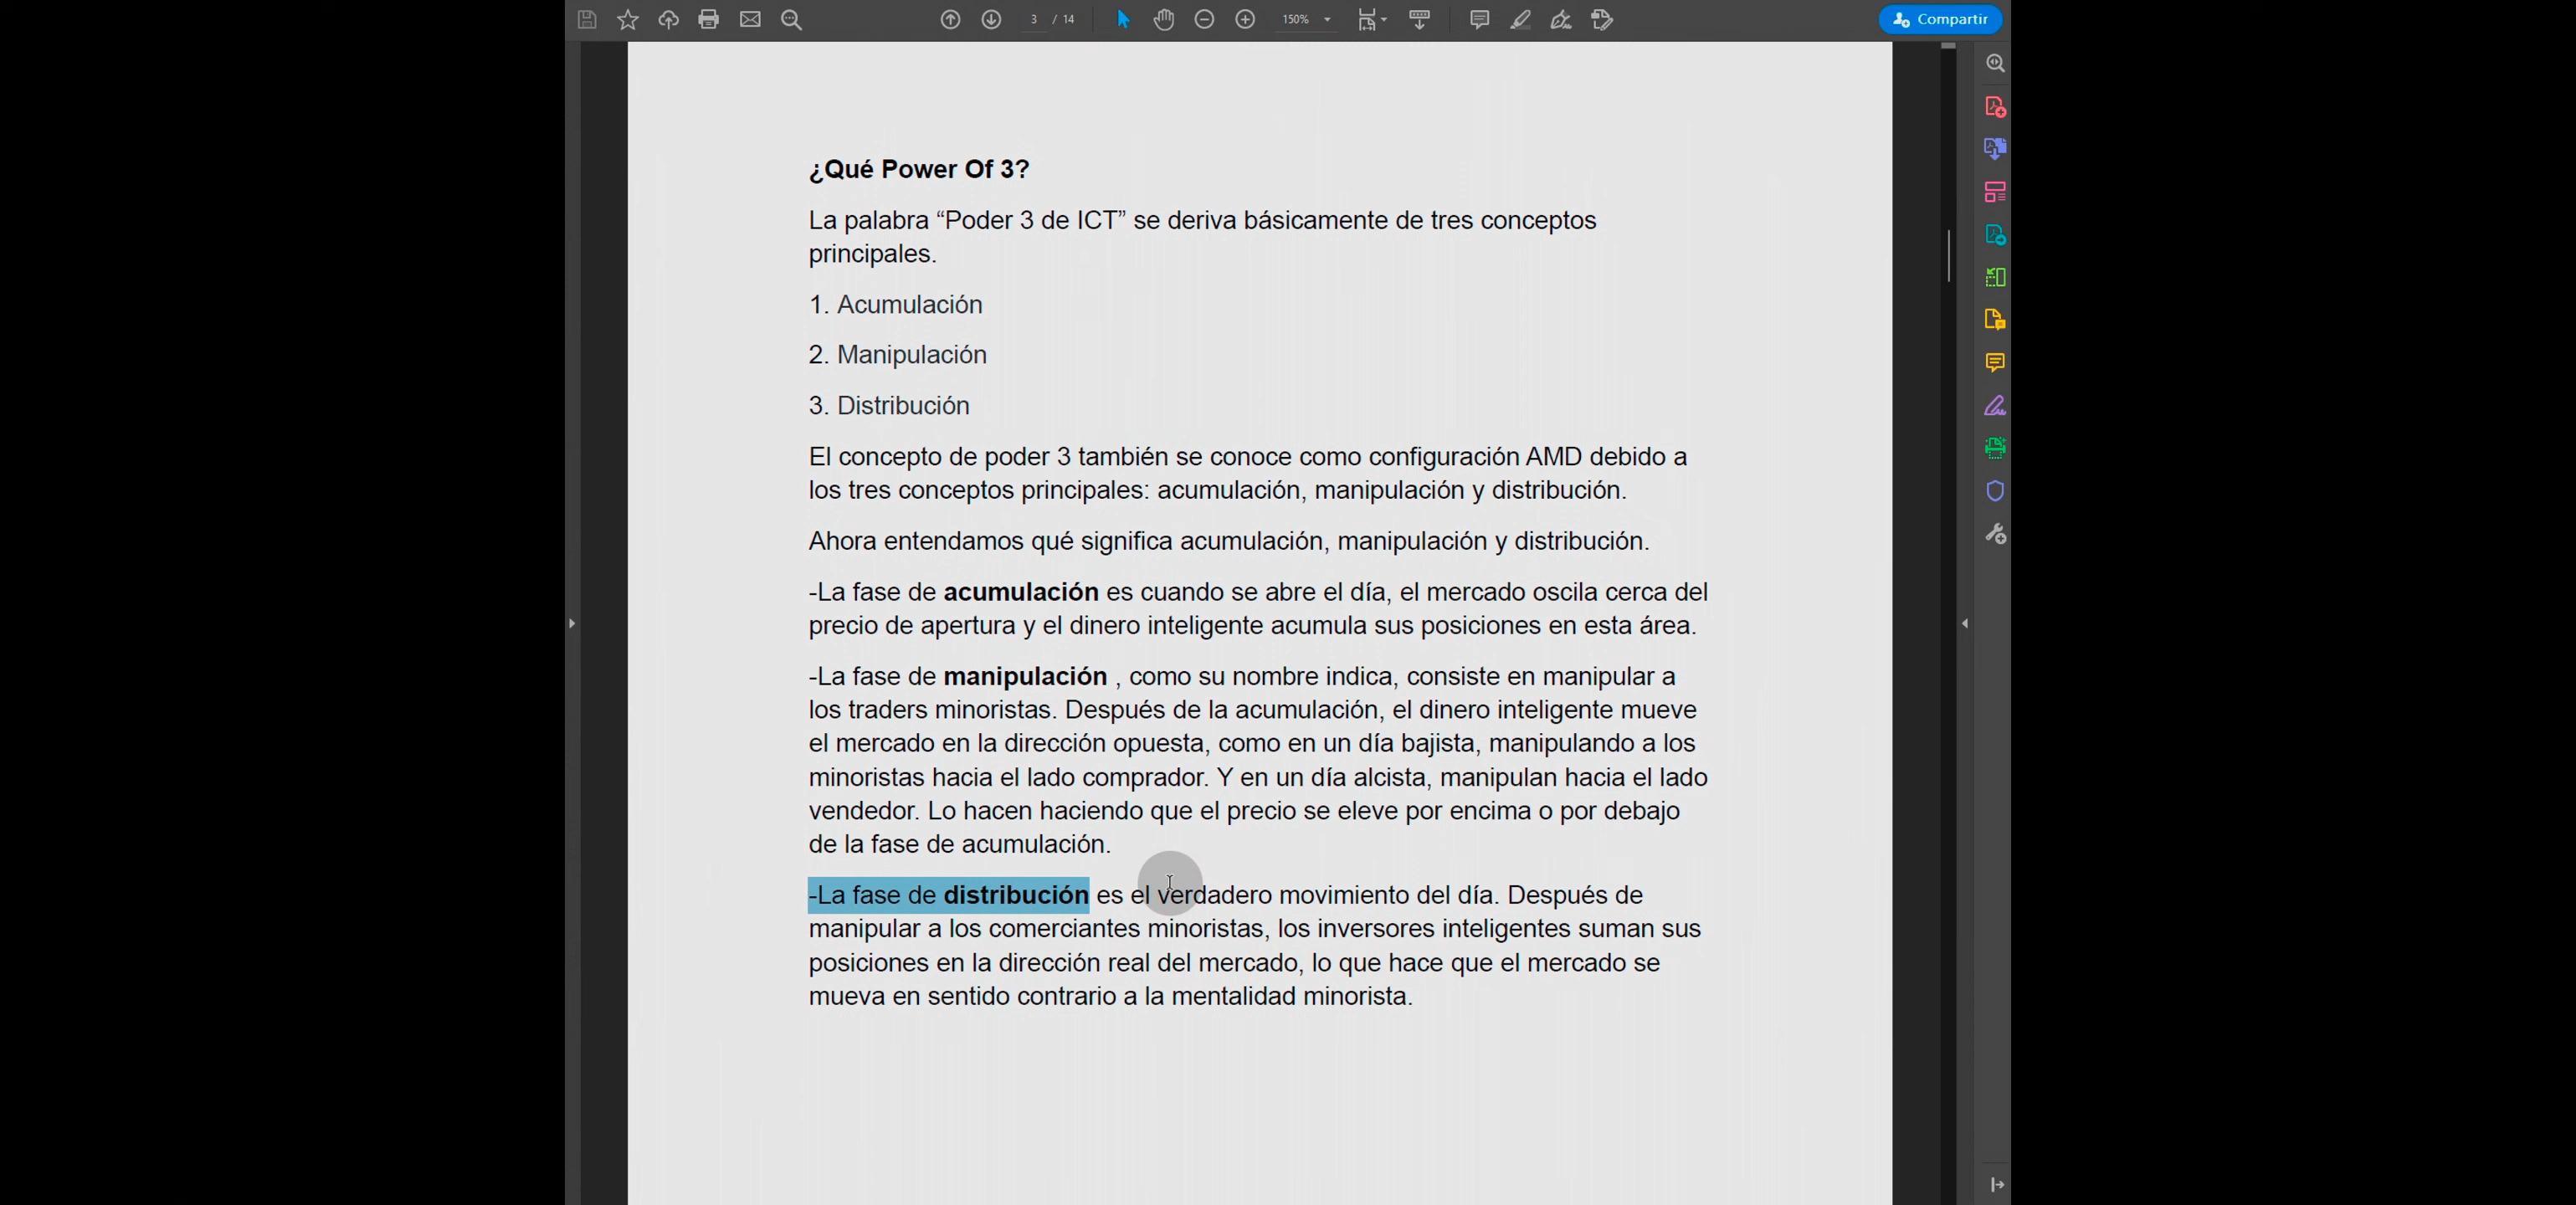 3 / 14
150%
Compartir
¿Qué Power Of 3?
La palabra “Poder 3 de ICT” se deriva básicamente de tres conceptos
principales.
1. Acumulación
2. Manipulación
3. Distribución
El concepto de poder 3 también se conoce como configuración AMD debido a
los tres conceptos principales: acumulación, manipulación y distribución.
Ahora entendamos qué significa acumulación, manipulación y distribución.
-La fase de acumulación es cuando se abre el día, el mercado oscila cerca del
precio de apertura y el dinero inteligente acumula sus posiciones en esta área.
-La fase de manipulación , como su nombre indica, consiste en manipular a
los traders minoristas. Después de la acumulación, el dinero inteligente mueve
el mercado en la dirección opuesta, como en un día bajista, manipulando a los
minoristas hacia el lado comprador. Y en un día alcista, manipulan hacia el lado
vendedor. Lo hacen haciendo que el precio se eleve por encima o por debajo
de la fase de acumulación.
-La fase de distribución es el verdadero movimiento del día. Después de
manipular a los comerciantes minoristas, los inversores inteligentes suman sus
posiciones en la dirección real del mercado, lo que hace que el mercado se
mueva en sentido contrario a la mentalidad minorista.